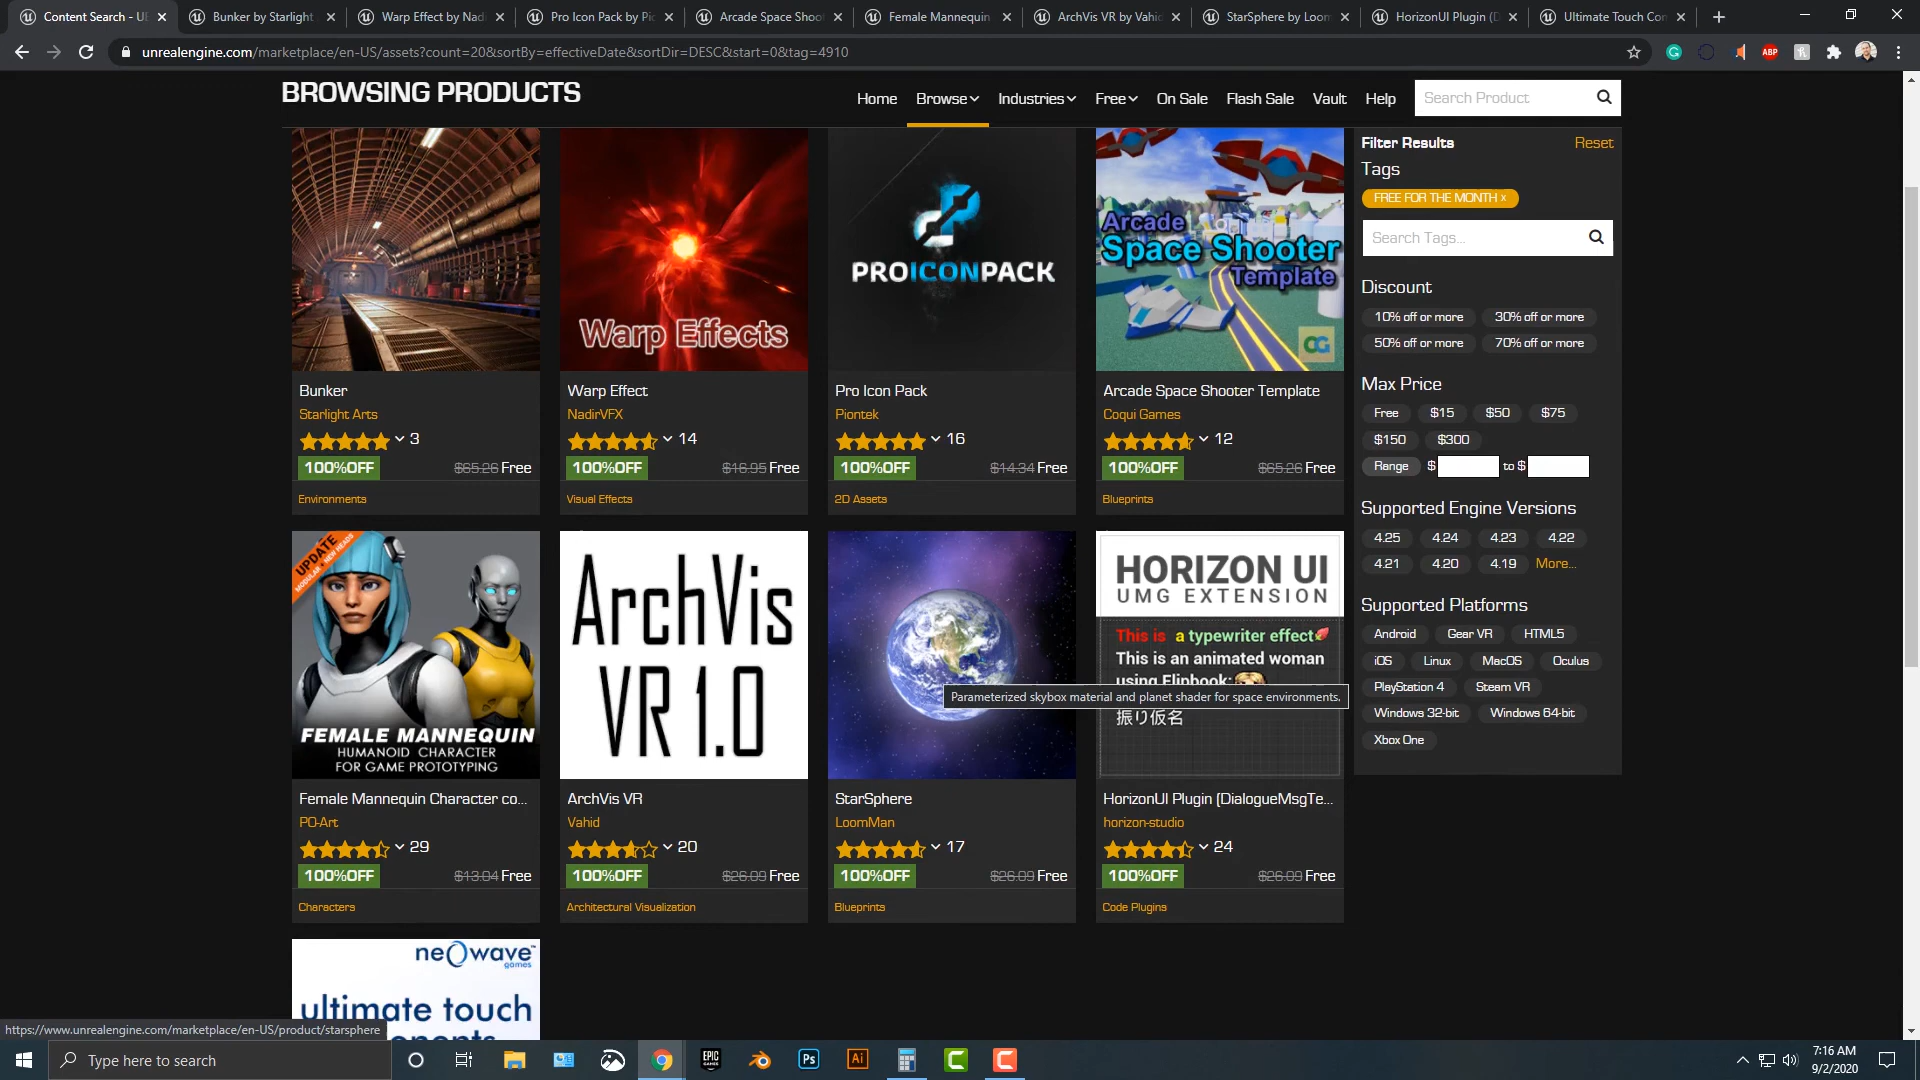 Content Search - UE
Bunker by Starlight
Warp Effect by Nad
Pro Icon Pack by Pi
Arcade Space Shoo
Female Mannequin
ArchVis VR by Vahid
StarSphere by Loom
HorizonUI Plugin (D
Ultimate Touch Co
unrealengine.com/marketplace/en-US/assets?count=20&sortBy=effectiveDate&sortDir=DESC&start=0&tag=4910
ABP
BROWSING PRODUCTS
Home Browse Industries Free On Sale Flash Sale Vault Help
Search Product
Warp Effects
PROICONPACK
Arcade
Space Shooter
Template
Bunker
Starlight Arts
3
100%OFF $65.26 Free
Environments
Warp Effect
NadirVFX
14
100%OFF $16.95 Free
Visual Effects
Pro Icon Pack
Piontek
16
100%OFF $14.34 Free
2D Assets
Arcade Space Shooter Template
Coqui Games
12
100%OFF $65.26 Free
Blueprints
UPDATE
MODULAR + NEW HEADS
FEMALE MANNEQUIN
HUMANOID CHARACTER
FOR GAME PROTOTYPING
ArchVis
VR 1.0
HORIZON UI
UMG EXTENSION
This is a typewriter effect
This is an animated woman
using Flipbook:
Parameterized skybox material and planet shader for space environments.
振り仮名
Female Mannequin Character co...
PO-Art
29
100%OFF $13.04 Free
Characters
ArchVis VR
Vahid
20
100%OFF $26.09 Free
Architectural Visualization
StarSphere
LoomMan
17
100%OFF $26.09 Free
Blueprints
HorizonUI Plugin (DialogueMsgTe...
horizon-studio
24
100%OFF $26.09 Free
Code Plugins
neowave
games
ultimate touch
Filter Results Reset
Tags
FREE FOR THE MONTH x
Search Tags...
Discount
10% off or more 30% off or more
50% off or more 70% off or more
Max Price
Free $15 $50 $75
$150 $300
Range $ to $
Supported Engine Versions
4.25 4.24 4.23 4.22
4.21 4.20 4.19 More...
Supported Platforms
Android Gear VR HTML5
iOS Linux MacOS Oculus
PlayStation 4 Steam VR
Windows 32-bit Windows 64-bit
Xbox One
https://www.unrealengine.com/marketplace/en-US/product/starsphere
Type here to search
EPIC
GAMES
Ps
Ai
7:16 AM
9/2/2020